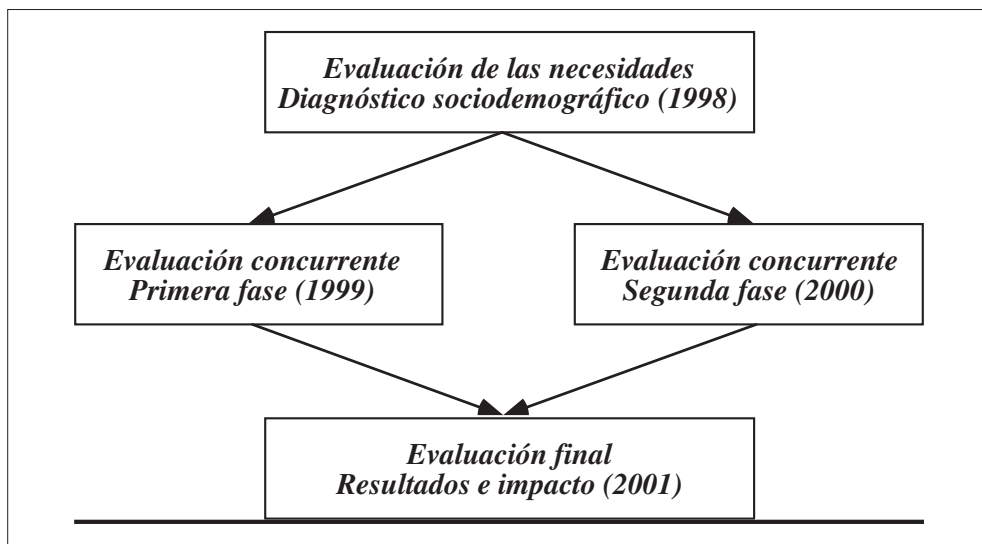 Evaluación de las necesidades
Diagnóstico sociodemográfico (1998)
Evaluación concurrente
Primera fase (1999)
Evaluación concurrente
Segunda fase (2000)
Evaluación final
Resultados e impacto (2001)